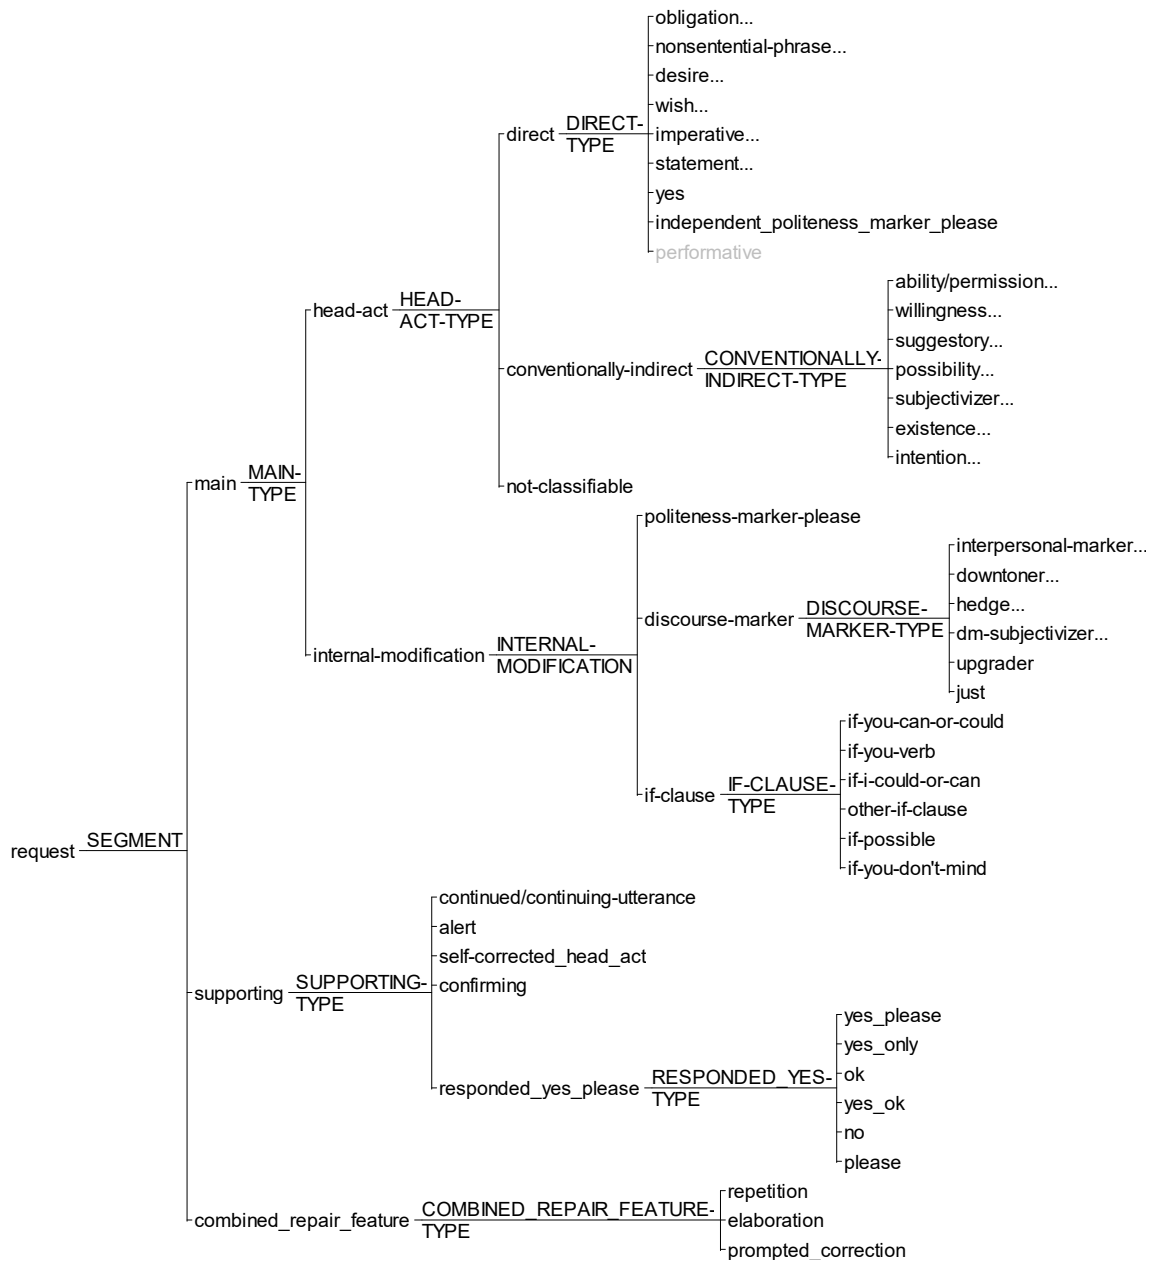 obligation...
nonsentential-phrase...
desire...
wish...
direct DIRECT-TYPE imperative...
statement...
yes
independent_politeness_marker_please
performative
ability/permission...
head-act HEAD-ACT-TYPE willingness...
suggestory...
conventionally-indirect CONVENTIONALLY-INDIRECT-TYPE possibility...
subjectivizer...
existence...
intention...
main MAIN-TYPE not-classifiable
politeness-marker-please
interpersonal-marker...
downtoner...
hedge...
discourse-marker DISCOURSE-MARKER-TYPE dm-subjectivizer...
internal-modification INTERNAL-MODIFICATION upgrader
just
if-you-can-or-could
if-you-verb
if-i-could-or-can
if-clause IF-CLAUSE-TYPE other-if-clause
if-possible
request SEGMENT if-you-don't-mind
continued/continuing-utterance
alert
self-corrected_head_act
supporting SUPPORTING-TYPE confirming
yes_please
yes_only
ok
responded_yes_please RESPONDED_YES-TYPE yes_ok
no
please
repetition
combined_repair_feature COMBINED_REPAIR_FEATURE-TYPE elaboration
prompted_correction